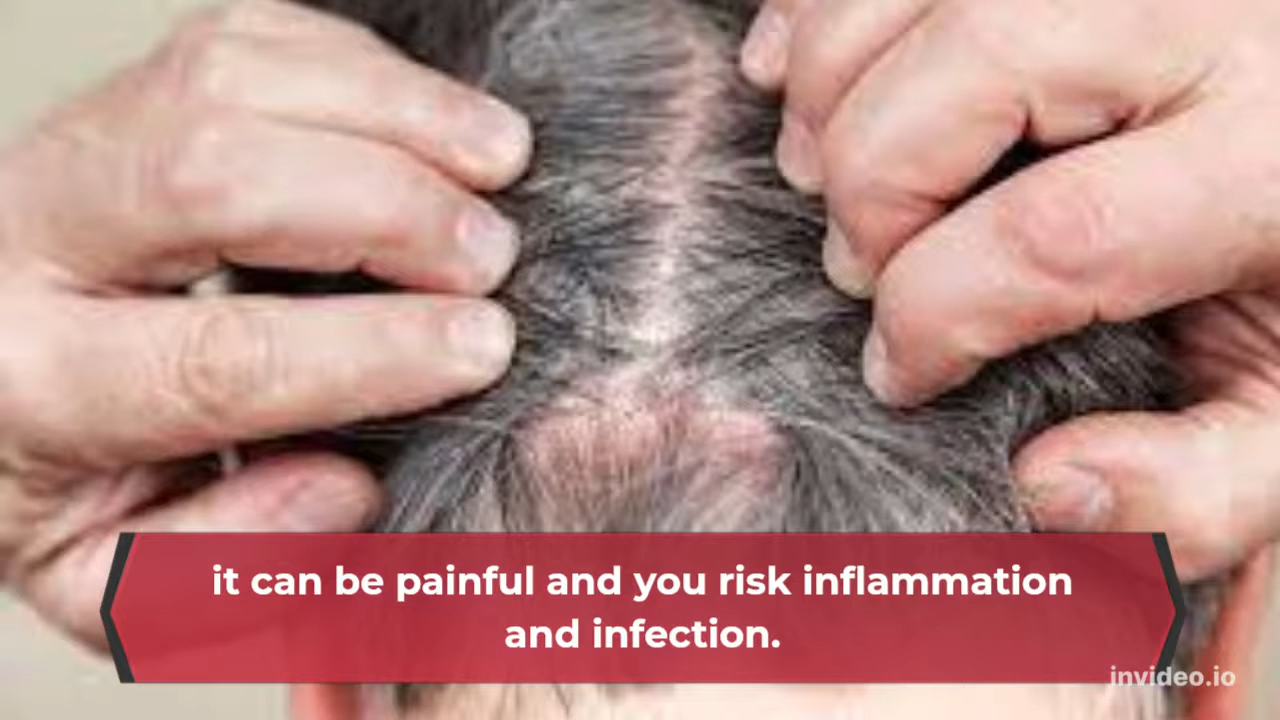 it can be painful and you risk inflammation
and infection.
invideo.io